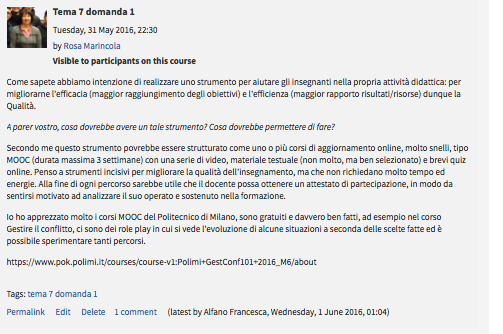 Tema 7 domanda 1
Tuesday, 31 May 2016, 22:30
by Rosa Marincola
Visible to participants on this course
Come sapete abbiamo intenzione di realizzare uno strumento per aiutare gli insegnanti nella propria attività didattica: per
migliorarne l'efficacia (maggior raggiungimento degli obiettivi) e l'efficienza (maggior rapporto risultati/risorse) dunque la
Qualità.
A parer vostro, cosa dovrebbe avere un tale strumento? Cosa dovrebbe permettere di fare?
Secondo me questo strumento povrebbe essere strutturato come uno o più corsi di aggiornamento online, molto snelli, tipo
MOOC (durata massima 3 settimane) con una serie di video, materiale testuale (non molto, ma ben selezionato) e brevi quiz
online. Penso a strumenti incisivi per migliorare la qualità dell'insegnamento, ma che non richiedano molto tempo ed
energie. Alla fine di ogni percorso sarebbe utile che il docente possa ottenere un attestato di partecipazione, in modo da
sentirsi motivato ad analizzare il suo operato e sostenuto nella formazione.
Io ho apprezzato molto i corsi MOOC del Politecnico di Milano, sono gratuiti e davvero ben fatti, ad esempio nel corso
Gestire il conflitto, ci sono dei role play in cui si vede l'evoluzione di alcune situazioni a seconda delle scelte fatte ed è
possibile sperimentare tanti percorsi.
https://www.pok.polimi.it/courses/course-v1:Polimi+GestConf101+2016_M6/about
Tags: tema 7 domanda 1
Permalink Edit Delete 1 comment (latest by Alfano Francesca, Wednesday, 1 June 2016, 01:04)